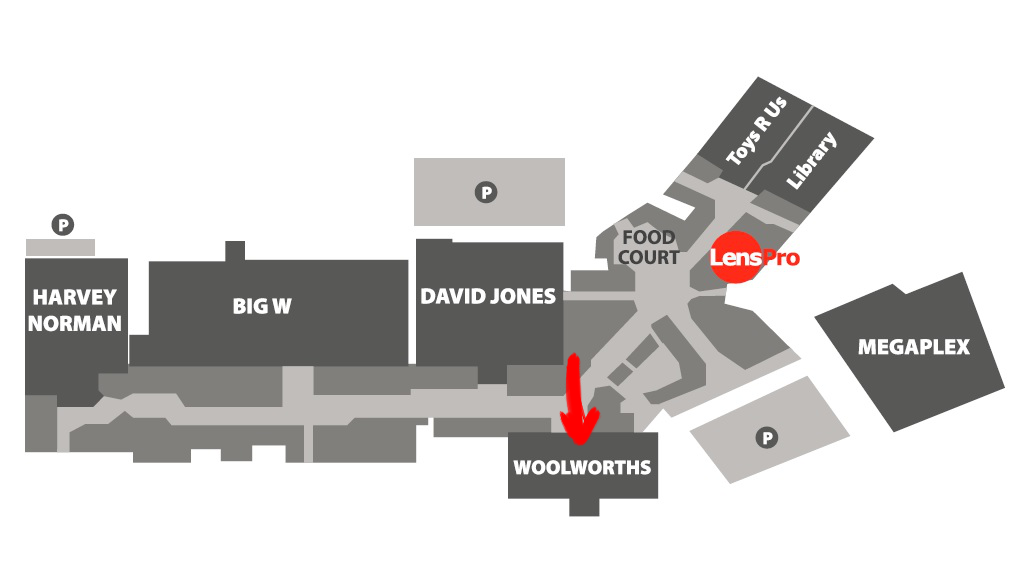 Toys R Us
Library
P
P
FOOD
COURT
LensPro
HARVEY
NORMAN
BIG W
DAVID JONES
MEGAPLEX
P
WOOLWORTHS